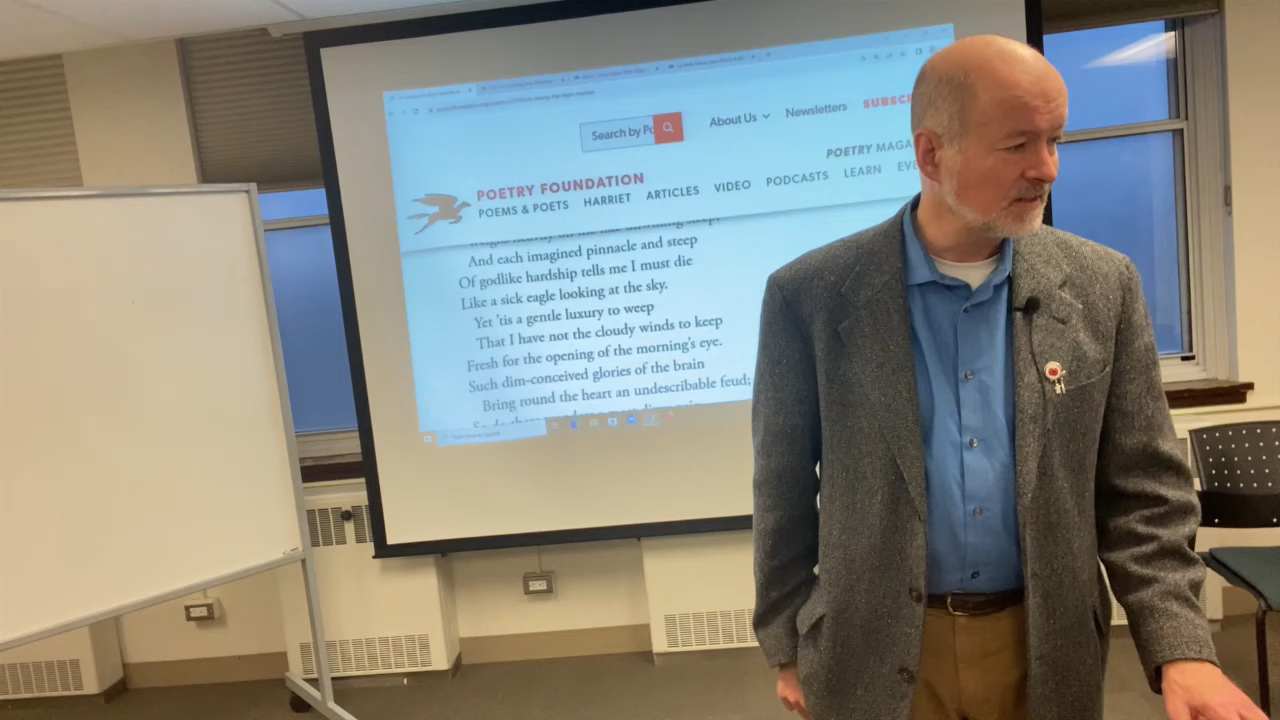 Search by Po
About Us
Newsletters
SUBSC
POETRY MAGA
POETRY FOUNDATION
POEMS & POETS HARRIET ARTICLES VIDEO PODCASTS LEARN EVE
And each imagined pinnacle and steep
Of godlike hardship tells me I must die
Like a sick eagle looking at the sky.
Yet 'tis a gentle luxury to weep
That I have not the cloudy winds to keep
Fresh for the opening of the morning's eye.
Such dim-conceived glories of the brain
Bring round the heart an undescribable feud;